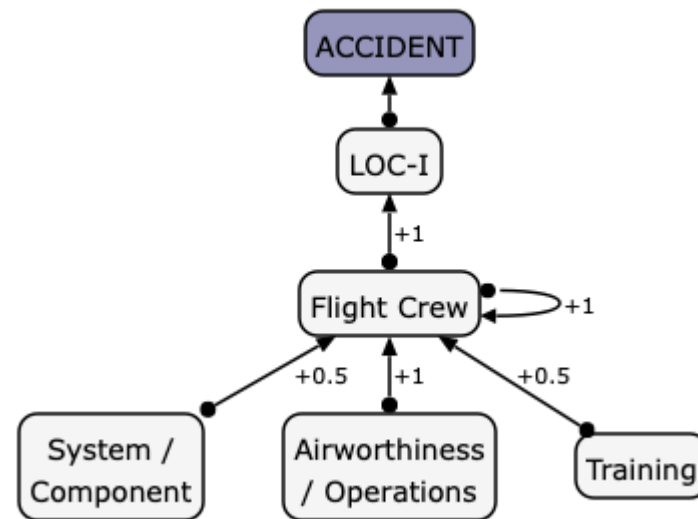 ACCIDENT
LOC-I
+1
Flight Crew
+1
+0.5
+1
+0.5
System /
Component
Airworthiness
/ Operations
Training